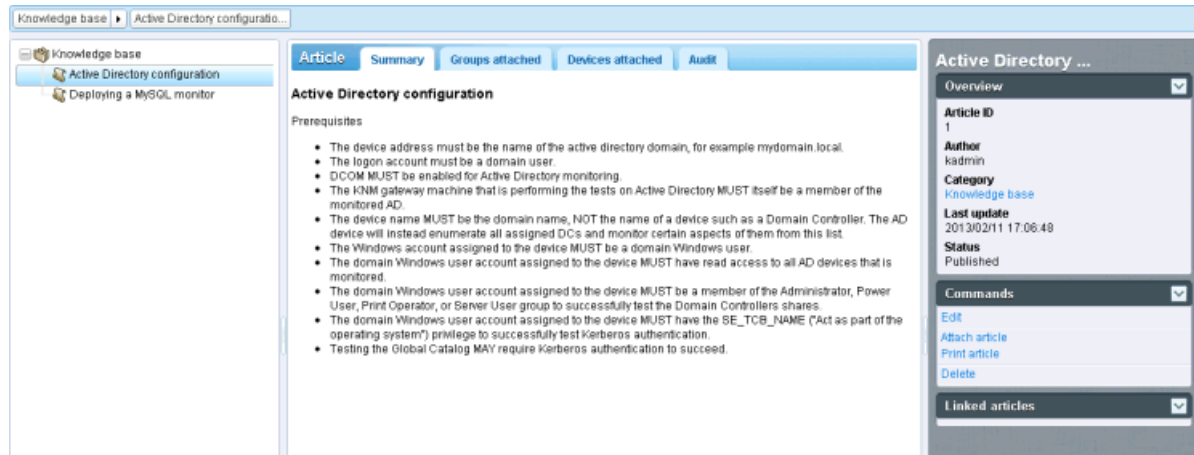 Knowledge base
Active Directory configuratio...
Knowledge base
Active Directory configuration
Deploying a MySQL monitor
Article
Summary
Groups attached
Devices attached
Audit
Active Directory configuration
Prerequisites
• The device address must be the name of the active directory domain, for example mydomain.local.
• The logon account must be a domain user.
• DCOM MUST be enabled for Active Directory monitoring.
• The KNM gateway machine that is performing the tests on Active Directory MUST itself be a member of the
monitored AD.
• The device name MUST be the domain name, NOT the name of a device such as a Domain Controller. The AD
device will instead enumerate all assigned DCs and monitor certain aspects of them from this list.
• The Windows account assigned to the device MUST be a domain Windows user.
• The domain Windows user account assigned to the device MUST have read access to all AD devices that is
monitored.
• The domain Windows user account assigned to the device MUST be a member of the Administrator, Power
User, Print Operator, or Server User group to successfully test the Domain Controllers shares.
• The domain Windows user account assigned to the device MUST have the SE_TCB_NAME ("Act as part of the
operating system") privilege to successfully test Kerberos authentication.
• Testing the Global Catalog MAY require Kerberos authentication to succeed.
Active Directory ...
Overview
Article ID
1
Author
kadmin
Category
Knowledge base
Last update
2013/02/11 17:06:48
Status
Published
Commands
Edit
Attach article
Print article
Delete
Linked articles